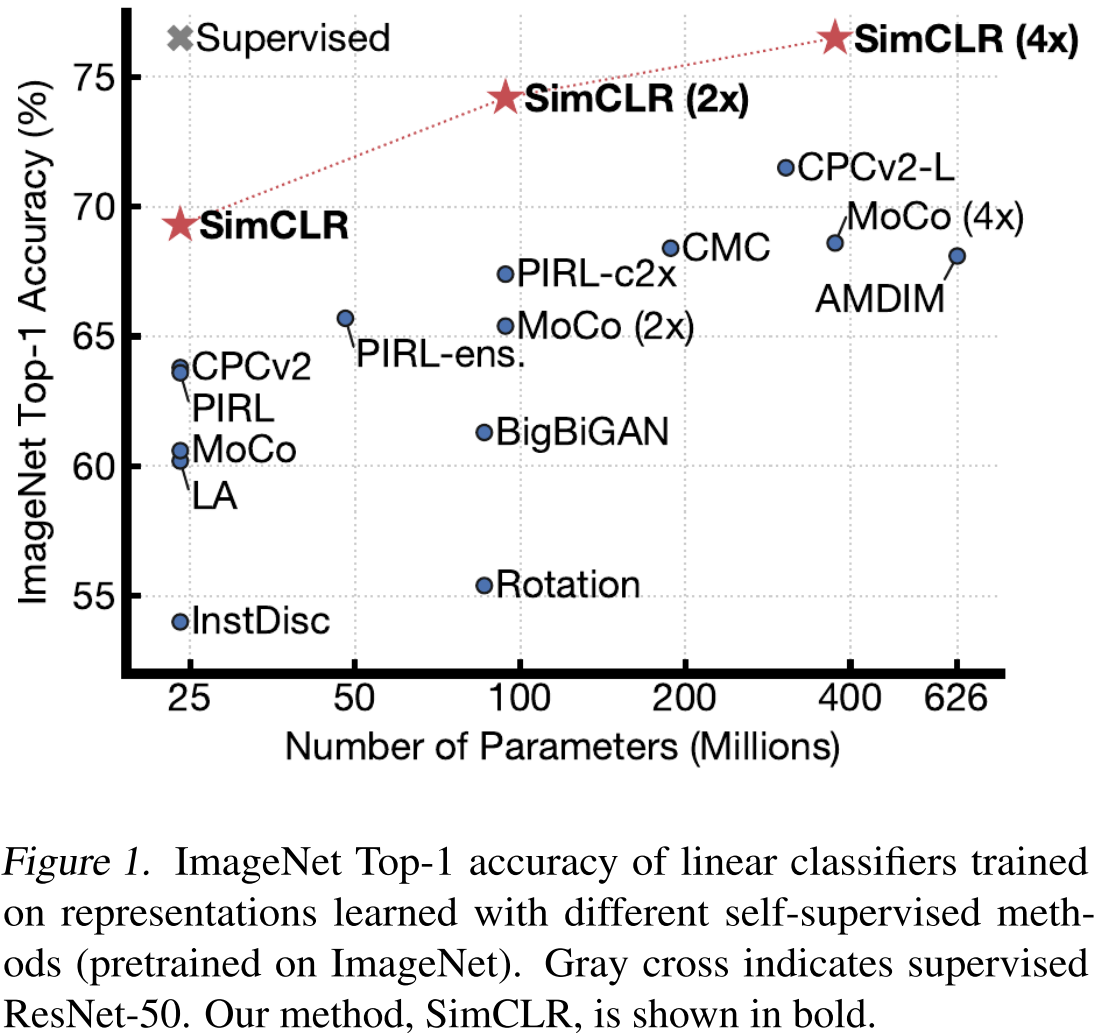 Supervised
SimCLR (4x)
75
SimCLR (2x)
CPCv2-L
70
MoCo (4x)
SimCLR
CMC
PIRL-c2x
AMDIM
MoCo (2x)
65
PIRL-ens.
CPCv2
PIRL
BigBiGAN
MoCo
60
LA
Rotation
55
InstDisc
ImageNet Top-1 Accuracy (%)
25 50 100 200 400 626
Number of Parameters (Millions)
Figure 1. ImageNet Top-1 accuracy of linear classifiers trained
on representations learned with different self-supervised meth-
ods (pretrained on ImageNet). Gray cross indicates supervised
ResNet-50. Our method, SimCLR, is shown in bold.